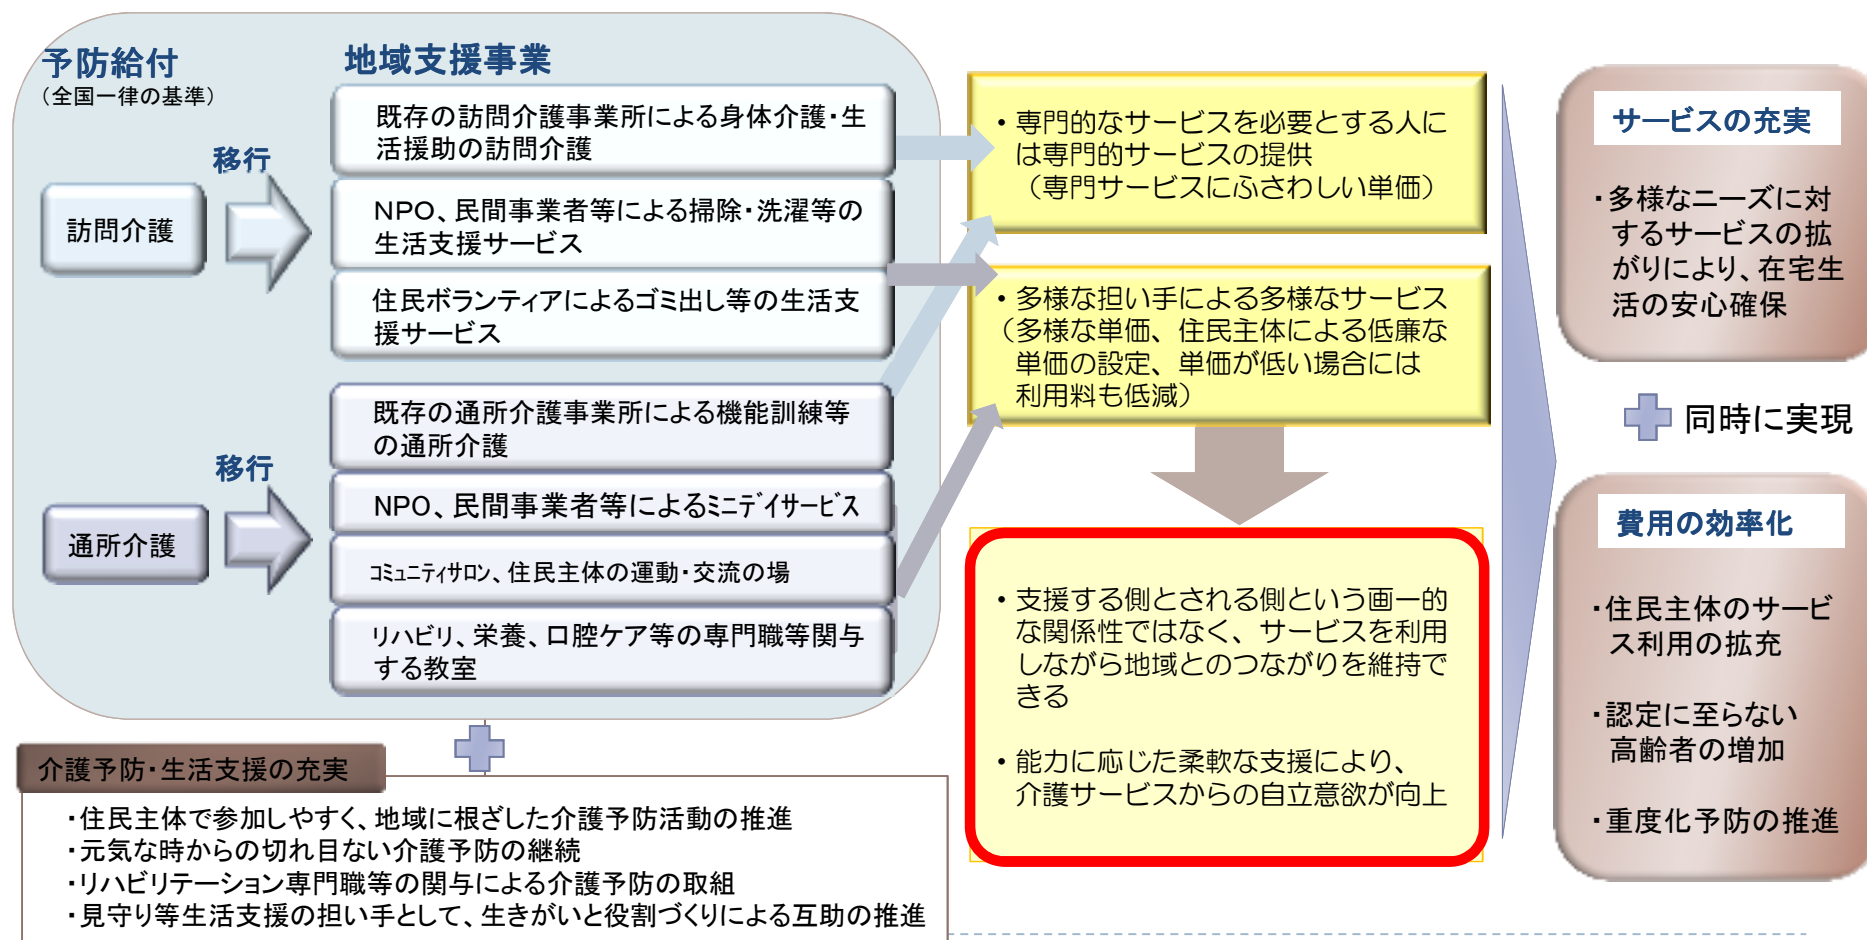 予防給付
（全国一律の基準）
地域支援事業
移行
訪問介護
既存の訪問介護事業所による身体介護・生
活援助の訪問介護
NPO、民間事業者等による掃除・洗濯等の
生活支援サービス
住民ボランティアによるゴミ出し等の生活支
援サービス
移行
通所介護
既存の通所介護事業所による機能訓練等
の通所介護
NPO、民間事業者等によるミニデイサービス
コミュニティサロン、住民主体の運動・交流の場
リハビリ、栄養、口腔ケア等の専門職等関与
する教室
介護予防・生活支援の充実
・住民主体で参加しやすく、地域に根ざした介護予防活動の推進
・元気な時からの切れ目ない介護予防の継続
・リハビリテーション専門職等の関与による介護予防の取組
・見守り等生活支援の担い手として、生きがいと役割づくりによる互助の推進
・専門的なサービスを必要とする人に
は専門的サービスの提供
（専門サービスにふさわしい単価）
・多様な担い手による多様なサービス
（多様な単価、住民主体による低廉な
単価の設定、単価が低い場合には
利用料も低減）
・支援する側とされる側という画一的
な関係性ではなく、サービスを利用
しながら地域とのつながりを維持で
きる
・能力に応じた柔軟な支援により、
介護サービスからの自立意欲が向上
サービスの充実
・多様なニーズに対
するサービスの拡
がりにより、在宅生
活の安心確保
同時に実現
費用の効率化
・住民主体のサービ
ス利用の拡充
・認定に至らない
高齢者の増加
・重度化予防の推進